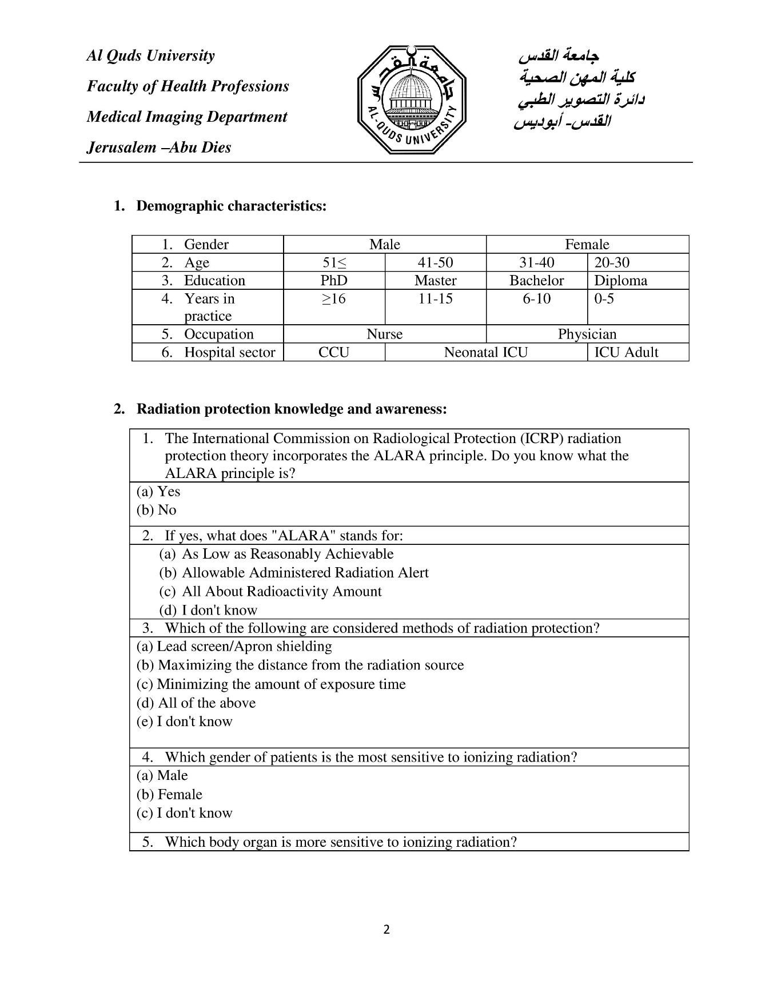 Al Quds University
Faculty of Health Professions
Medical Imaging Department
Jerusalem –Abu Dies
جامعة القدس
AL-QUDS UNIVERSITY
جامعة القدس
كلية المهن الصحية
دائرة التصوير الطبي
القدس- أبوديس
1. Demographic characteristics:
1. Gender Male Female
2. Age 51≤ 41-50 31-40 20-30
3. Education PhD Master Bachelor Diploma
4. Years in ≥16 11-15 6-10 0-5
practice
5. Occupation Nurse Physician
6. Hospital sector CCU Neonatal ICU ICU Adult
2. Radiation protection knowledge and awareness:
1. The International Commission on Radiological Protection (ICRP) radiation
protection theory incorporates the ALARA principle. Do you know what the
ALARA principle is?
(a) Yes
(b) No
2. If yes, what does "ALARA" stands for:
(a) As Low as Reasonably Achievable
(b) Allowable Administered Radiation Alert
(c) All About Radioactivity Amount
(d) I don't know
3. Which of the following are considered methods of radiation protection?
(a) Lead screen/Apron shielding
(b) Maximizing the distance from the radiation source
(c) Minimizing the amount of exposure time
(d) All of the above
(e) I don't know
4. Which gender of patients is the most sensitive to ionizing radiation?
(a) Male
(b) Female
(c) I don't know
5. Which body organ is more sensitive to ionizing radiation?
2